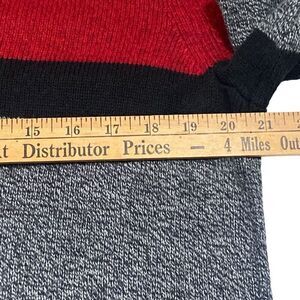 15 16 17 18 19 20 21
t Distributor Prices — 4 Miles Out